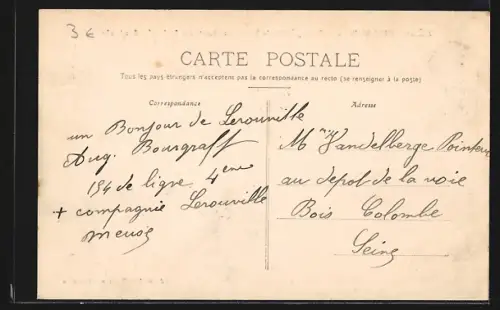 3 €
CARTE POSTALE
Tous les pays étrangers n'acceptent pas la correspondance au recto (se renseigner à la poste)
Correspondance
un Bonjour de Lerouville
Aug. Bourgraff
154 de ligne 4eme
+ compagnie Lerouville
meuse
Adresse
Mr Vandelberge Pointeur
au depot de la voie
Bois Colombe
Seine